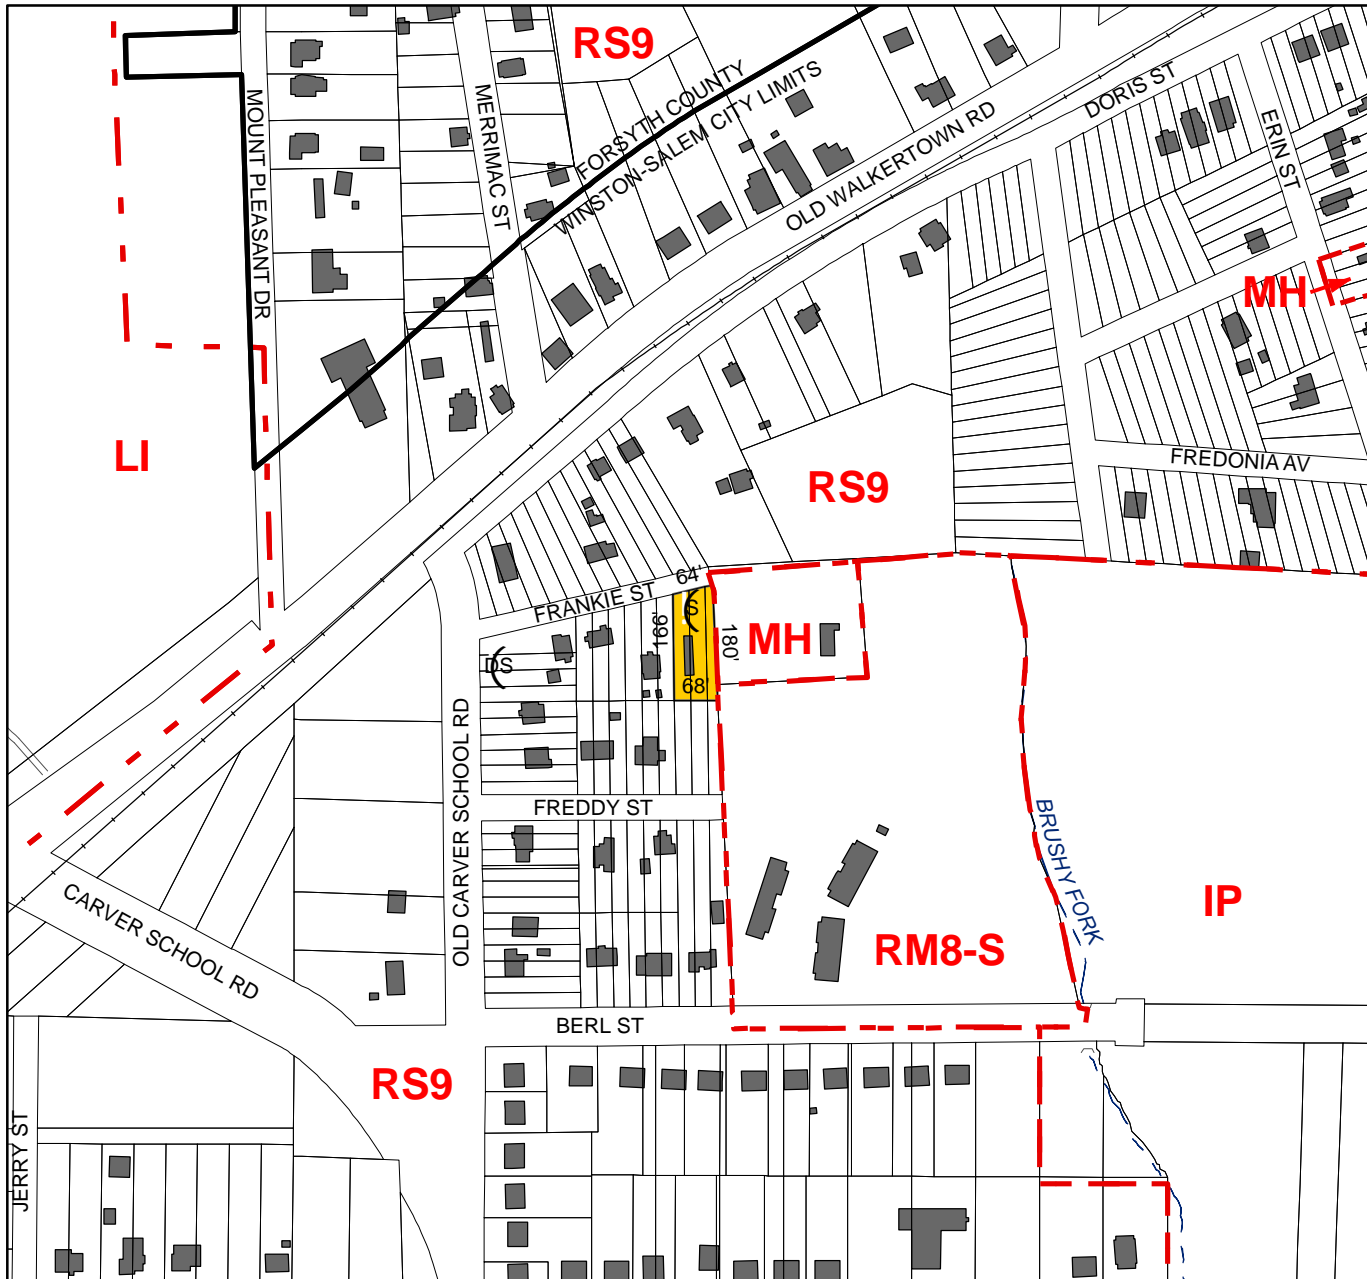 RS9
FORSYTH COUNTY
WINSTON-SALEM CITY LIMITS
MERRIMAC ST
MOUNT PLEASANT DR
OLD WALKERTOWN RD
DORIS ST
ERIN ST
MH
LI
RS9
FREDONIA AV
FRANKIE ST
64'
S
166'
180'
68'
MH
DS
OLD CARVER SCHOOL RD
FREDDY ST
BRUSHY FORK
CARVER SCHOOL RD
RM8-S
IP
BERL ST
RS9
JERRY ST